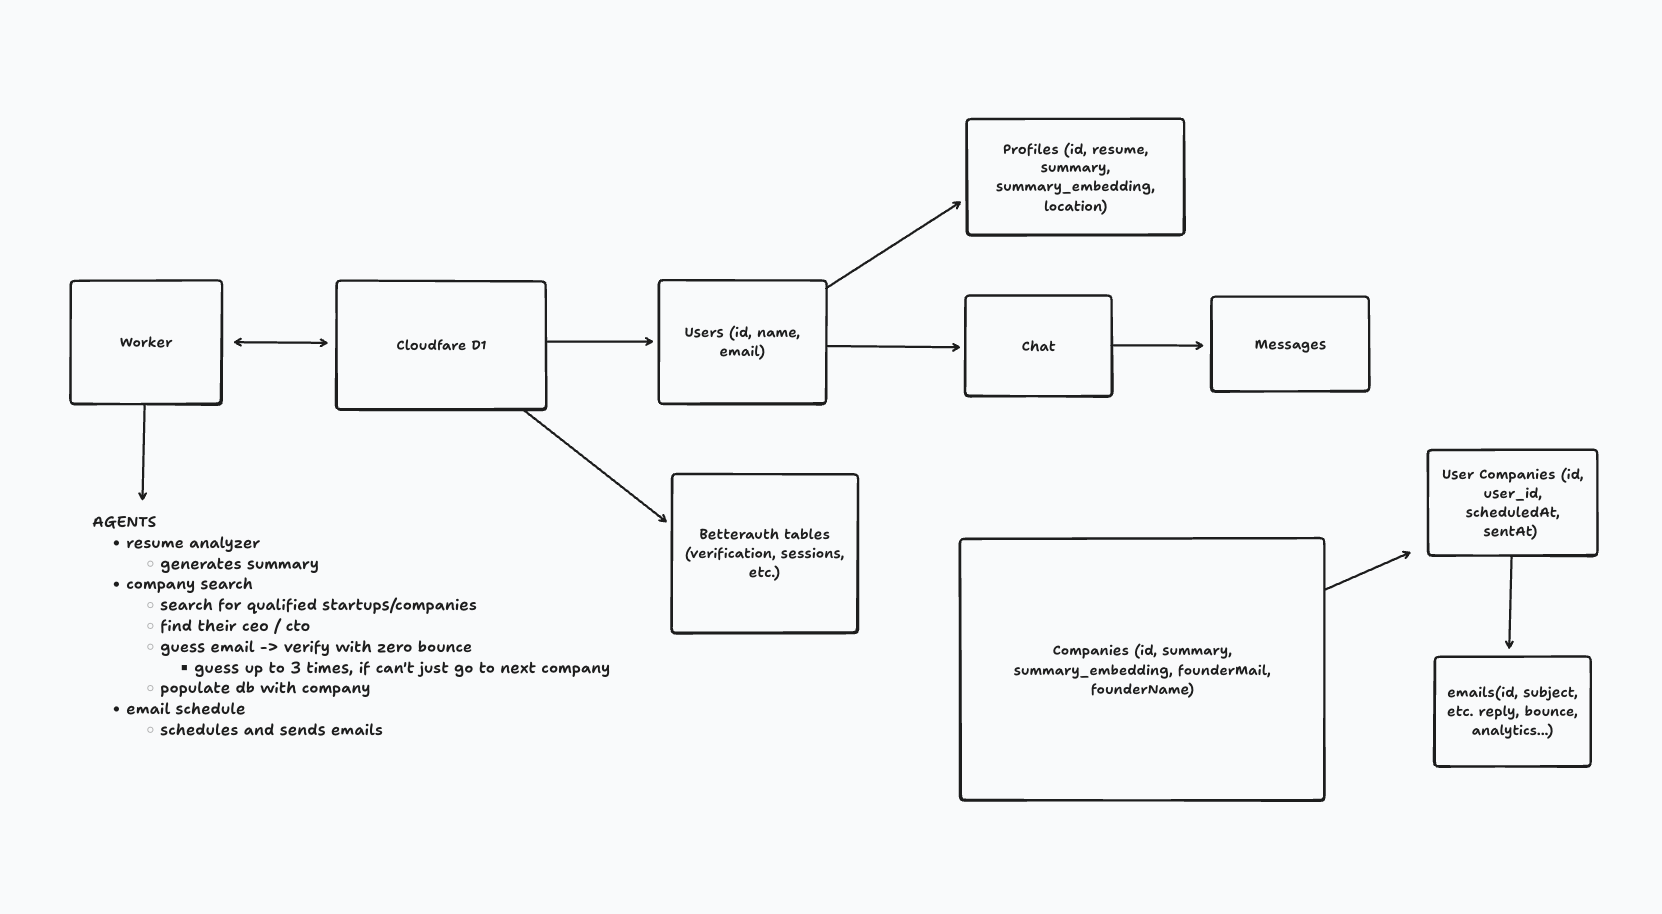 Profiles (id, resume,
summary,
summary_embedding,
location)
Worker
Cloudfare D1
Users (id, name,
email)
Chat
Messages
User Companies (id,
user_id,
scheduledAt,
sentAt)
AGENTS
• resume analyzer
○ generates summary
• company search
○ search for qualified startups/companies
○ find their ceo / cto
○ guess email -> verify with zero bounce
▪ guess up to 3 times, if can't just go to next company
○ populate db with company
• email schedule
○ schedules and sends emails
Betterauth tables
(verification, sessions,
etc.)
Companies (id, summary,
summary_embedding, founderMail,
founderName)
emails(id, subject,
etc. reply, bounce,
analytics...)